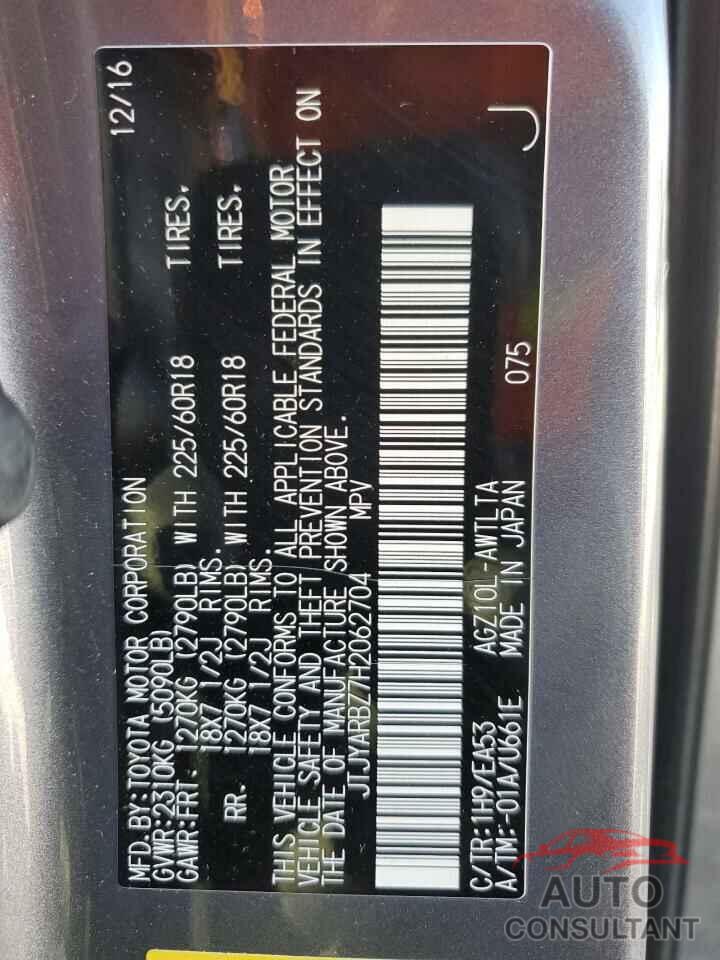 MFD. BY: TOYOTA MOTOR CORPORATION 12/16
GVWR: 2310KG (5090LB)
GAWR: FRT. 1270KG (2790LB) WITH 225/60R18 TIRES.
18X7 1/2J RIMS.
RR. 1270KG (2790LB) WITH 225/60R18 TIRES.
18X7 1/2J RIMS.
THIS VEHICLE CONFORMS TO ALL APPLICABLE FEDERAL MOTOR
VEHICLE SAFETY AND THEFT PREVENTION STANDARDS IN EFFECT ON
THE DATE OF MANUFACTURE SHOWN ABOVE.
JTJYARBZ7H2062704 MPV
C/TR: 1H9/EA53 AGZ10L-AWTLTA 075
A/TM: -01A/U661E MADE IN JAPAN
J
AUTO
CONSULTANT